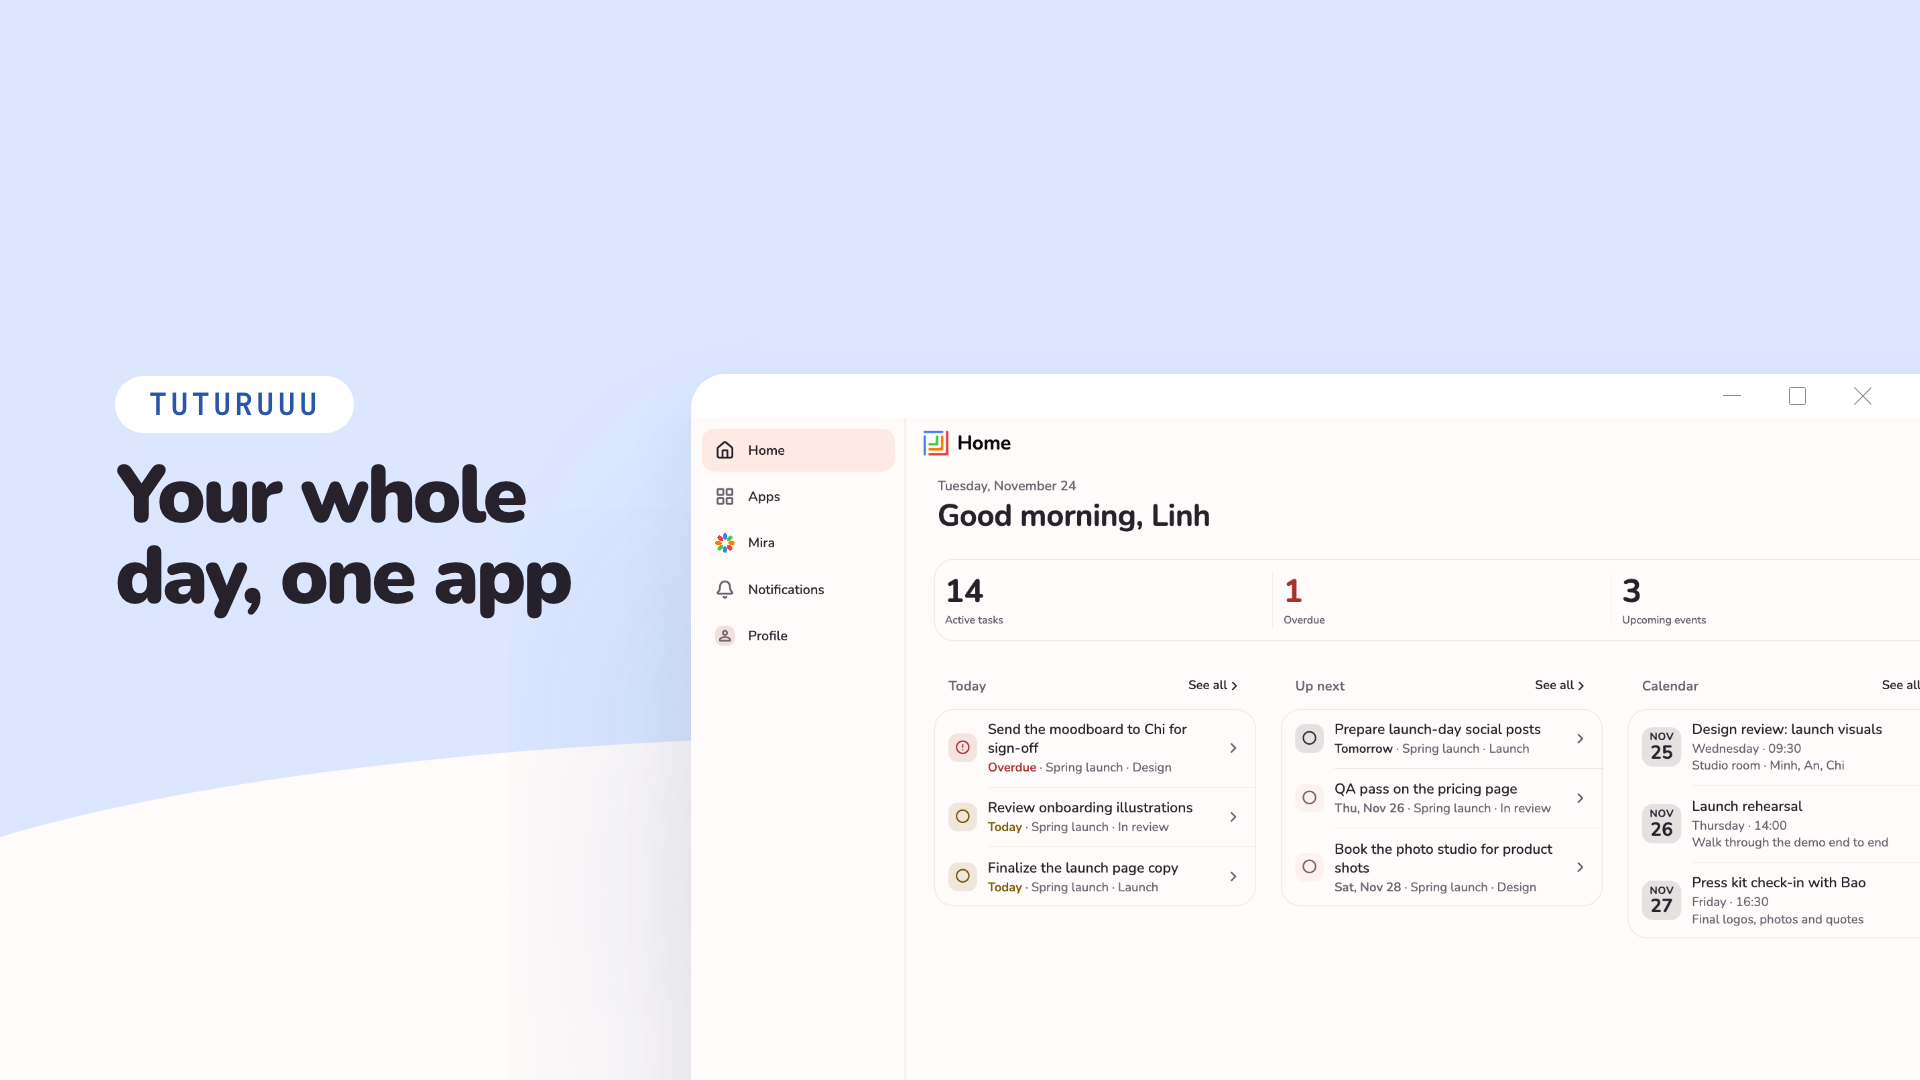 TUTURUUU
Your whole
day, one app
Home
Apps
Mira
Notifications
Profile
Home
Tuesday, November 24
Good morning, Linh
14
Active tasks
1
Overdue
3
Upcoming events
Today
See all
Send the moodboard to Chi for
sign-off
Overdue · Spring launch · Design
Review onboarding illustrations
Today · Spring launch · In review
Finalize the launch page copy
Today · Spring launch · Launch
Up next
See all
Prepare launch-day social posts
Tomorrow · Spring launch · Launch
QA pass on the pricing page
Thu, Nov 26 · Spring launch · In review
Book the photo studio for product
shots
Sat, Nov 28 · Spring launch · Design
Calendar
See all
NOV
25
Design review: launch visuals
Wednesday · 09:30
Studio room · Minh, An, Chi
NOV
26
Launch rehearsal
Thursday · 14:00
Walk through the demo end to end
NOV
27
Press kit check-in with Bao
Friday · 16:30
Final logos, photos and quotes